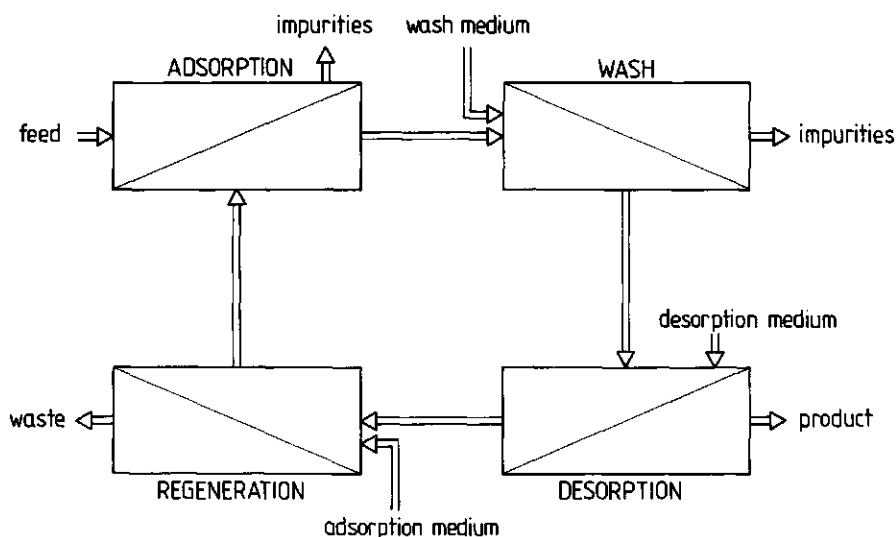 impurities wash medium
ADSORPTION WASH
feed impurities
desorption medium
waste product
REGENERATION DESORPTION
adsorption medium